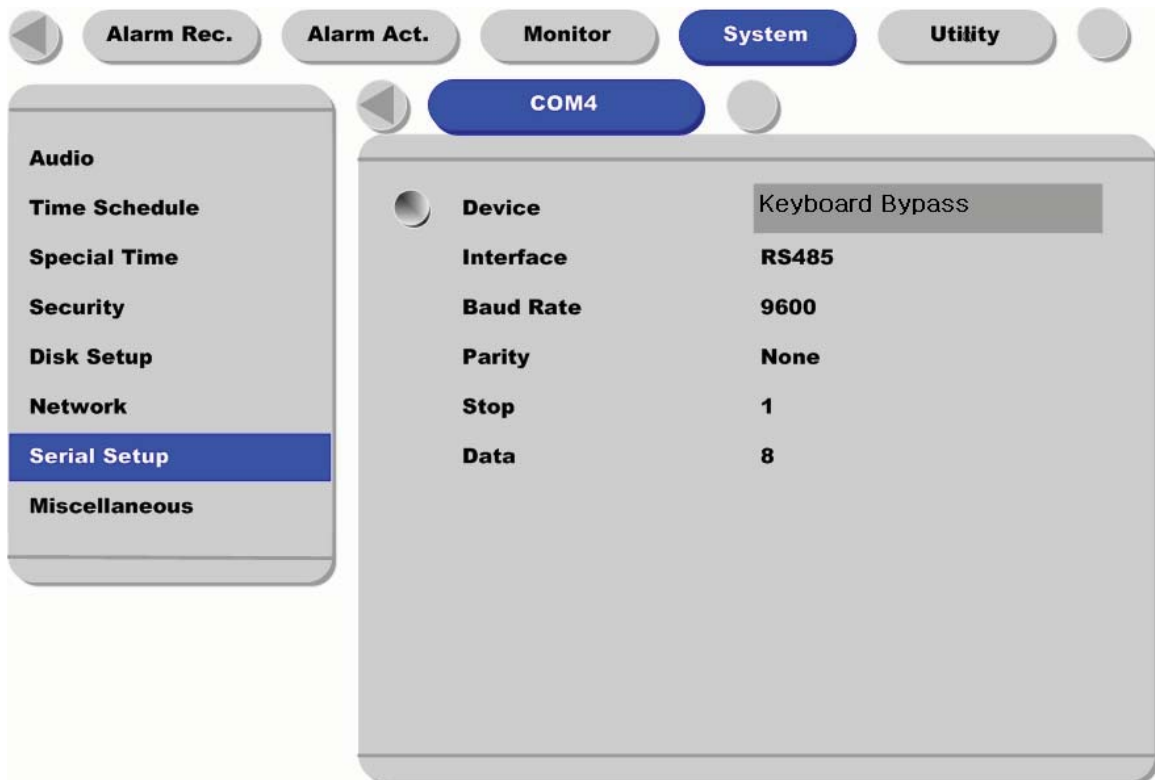 Alarm Rec. Alarm Act. Monitor System Utility
COM4
Audio
Time Schedule
Special Time
Security
Disk Setup
Network
Serial Setup
Miscellaneous
Device Keyboard Bypass
Interface RS485
Baud Rate 9600
Parity None
Stop 1
Data 8